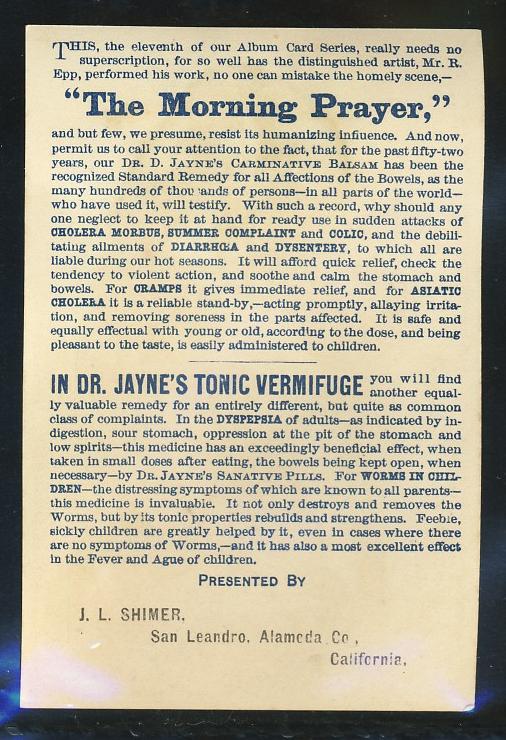 THIS, the eleventh of our Album Card Series, really needs no
superscription, for so well has the distinguished artist, Mr. R.
Epp, performed his work, no one can mistake the homely scene,—
"The Morning Prayer,"
and but few, we presume, resist its humanizing influence. And now,
permit us to call your attention to the fact, that for the past fifty-two
years, our DR. D. JAYNE'S CARMINATIVE BALSAM has been the
recognized Standard Remedy for all Affections of the Bowels, as the
many hundreds of thou ands of persons—in all parts of the world—
who have used it, will testify. With such a record, why should any
one neglect to keep it at hand for ready use in sudden attacks of
CHOLERA MORBUS, SUMMER COMPLAINT and COLIC, and the debili-
tating ailments of DIARRHŒA and DYSENTERY, to which all are
liable during our hot seasons. It will afford quick relief, check the
tendency to violent action, and soothe and calm the stomach and
bowels. For CRAMPS it gives immediate relief, and for ASIATIC
CHOLERA it is a reliable stand-by,—acting promptly, allaying irrita-
tion, and removing soreness in the parts affected. It is safe and
equally effectual with young or old, according to the dose, and being
pleasant to the taste, is easily administered to children.
IN DR. JAYNE'S TONIC VERMIFUGE you will find
another equal-
ly valuable remedy for an entirely different, but quite as common
class of complaints. In the DYSPEPSIA of adults—as indicated by in-
digestion, sour stomach, oppression at the pit of the stomach and
low spirits—this medicine has an exceedingly beneficial effect, when
taken in small doses after eating, the bowels being kept open, when
necessary—by DR. JAYNE'S SANATIVE PILLS. For WORMS IN CHIL-
DREN—the distressing symptoms of which are known to all parents—
this medicine is invaluable. It not only destroys and removes the
Worms, but by its tonic properties rebuilds and strengthens. Feeble,
sickly children are greatly helped by it, even in cases where there
are no symptoms of Worms,—and it has also a most excellent effect
in the Fever and Ague of children.
PRESENTED BY
J. L. SHIMER,
San Leandro, Alameda Co.,
California.